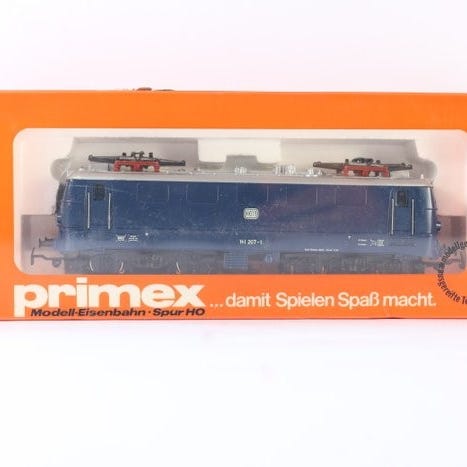 DB
141 207-1
primex
...damit Spielen Spaß macht.
Modell-Eisenbahn · Spur HO